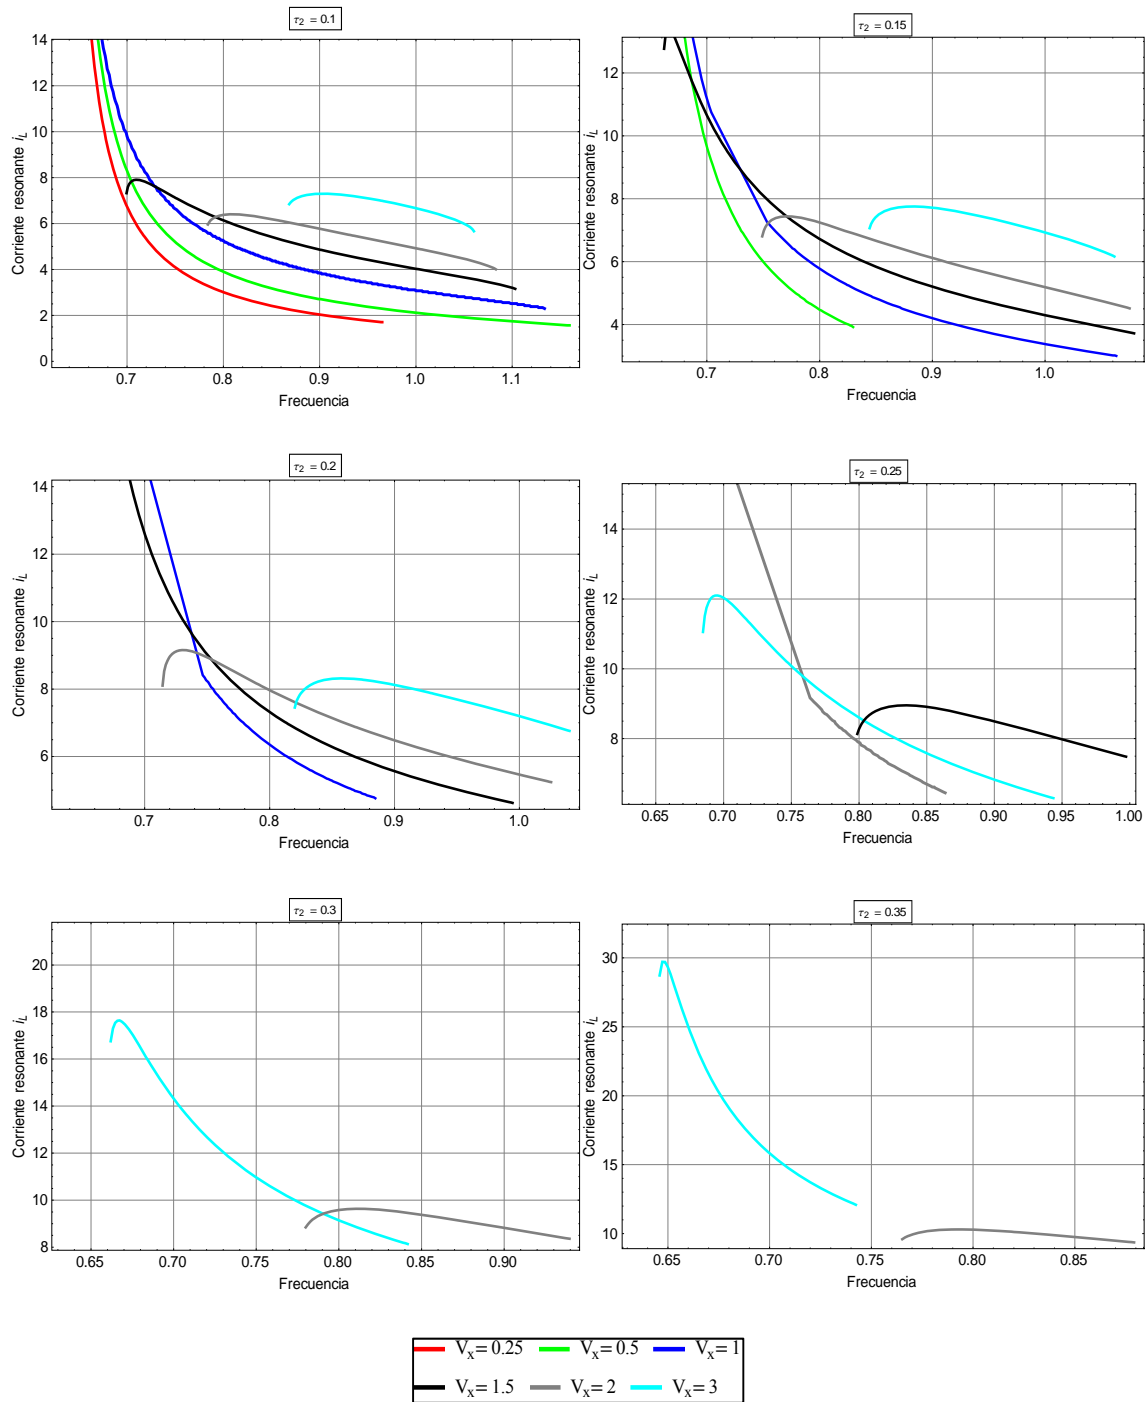 τ2 = 0.1
14
12
10
8
6
4
2
0
Corriente resonante iL
0.7 0.8 0.9 1.0 1.1
Frecuencia
τ2 = 0.15
12
10
8
6
4
Corriente resonante iL
0.7 0.8 0.9 1.0
Frecuencia
τ2 = 0.2
14
12
10
8
6
Corriente resonante iL
0.7 0.8 0.9 1.0
Frecuencia
τ2 = 0.25
14
12
10
8
Corriente resonante iL
0.65 0.70 0.75 0.80 0.85 0.90 0.95 1.00
Frecuencia
τ2 = 0.3
20
18
16
14
12
10
8
Corriente resonante iL
0.65 0.70 0.75 0.80 0.85 0.90
Frecuencia
τ2 = 0.35
30
25
20
15
10
Corriente resonante iL
0.65 0.70 0.75 0.80 0.85
Frecuencia
Vx= 0.25 Vx= 0.5 Vx= 1
Vx= 1.5 Vx= 2 Vx= 3